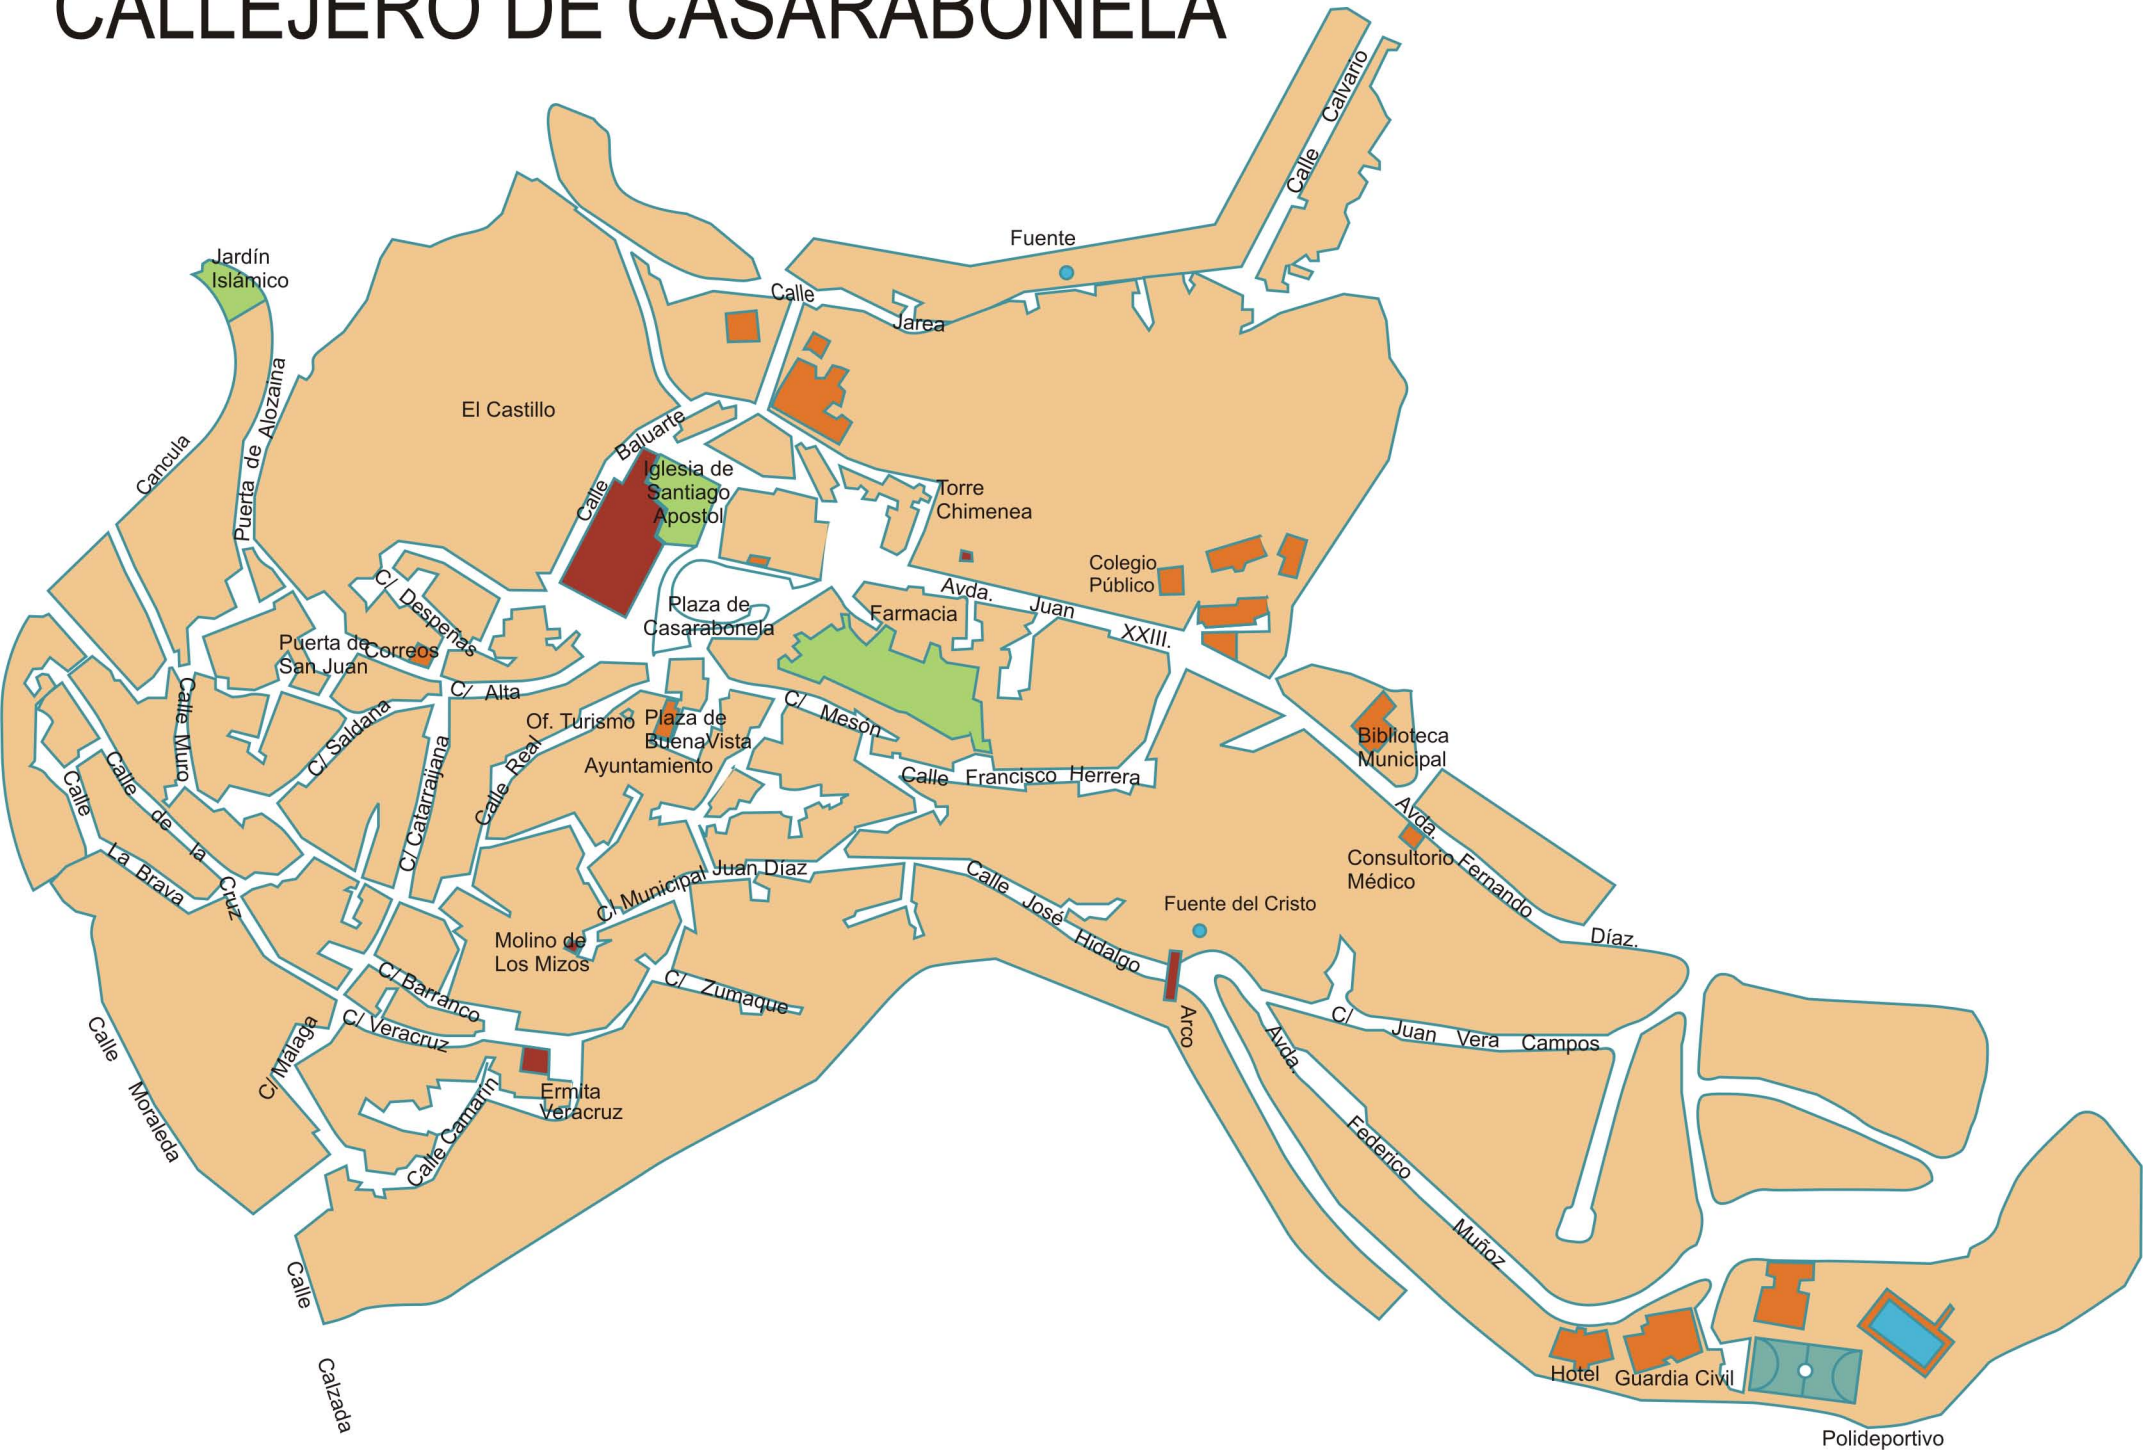 CALLEJERO DE CASARABONELA
Calle Calvario
Fuente
Jardín
Islámico
Calle Jarea
Puerta de Alozaina
Cancula
El Castillo
Calle Baluarte
Iglesia de
Santiago
Apostol
Torre
Chimenea
Colegio
Público
Avda. Juan XXIII.
C/ Despeñas
Plaza de
Casarabonela
Farmacia
Puerta de
San Juan
Correos
C/ Alta
Calle Muro
C/ Saldana
Of. Turismo
Plaza de
BuenaVista
Ayuntamiento
C/ Mesón
Biblioteca
Municipal
Calle Real
C/ Catarraijana
Calle Francisco Herrera
Calle de la Cruz
Calle La Brava
Avda. Fernando Díaz.
Consultorio
Médico
C/ Municipal Juan Díaz
Calle José Hidalgo
Fuente del Cristo
Molino de
Los Mizos
C/ Barranco
C/ Zumaque
C/ Veracruz
Arco
C/ Juan Vera Campos
C/ Málaga
Calle Moraleda
Calle Camarin
Ermita
Veracruz
Avda. Federico Muñoz
Calle Calzada
Hotel
Guardia Civil
Polideportivo